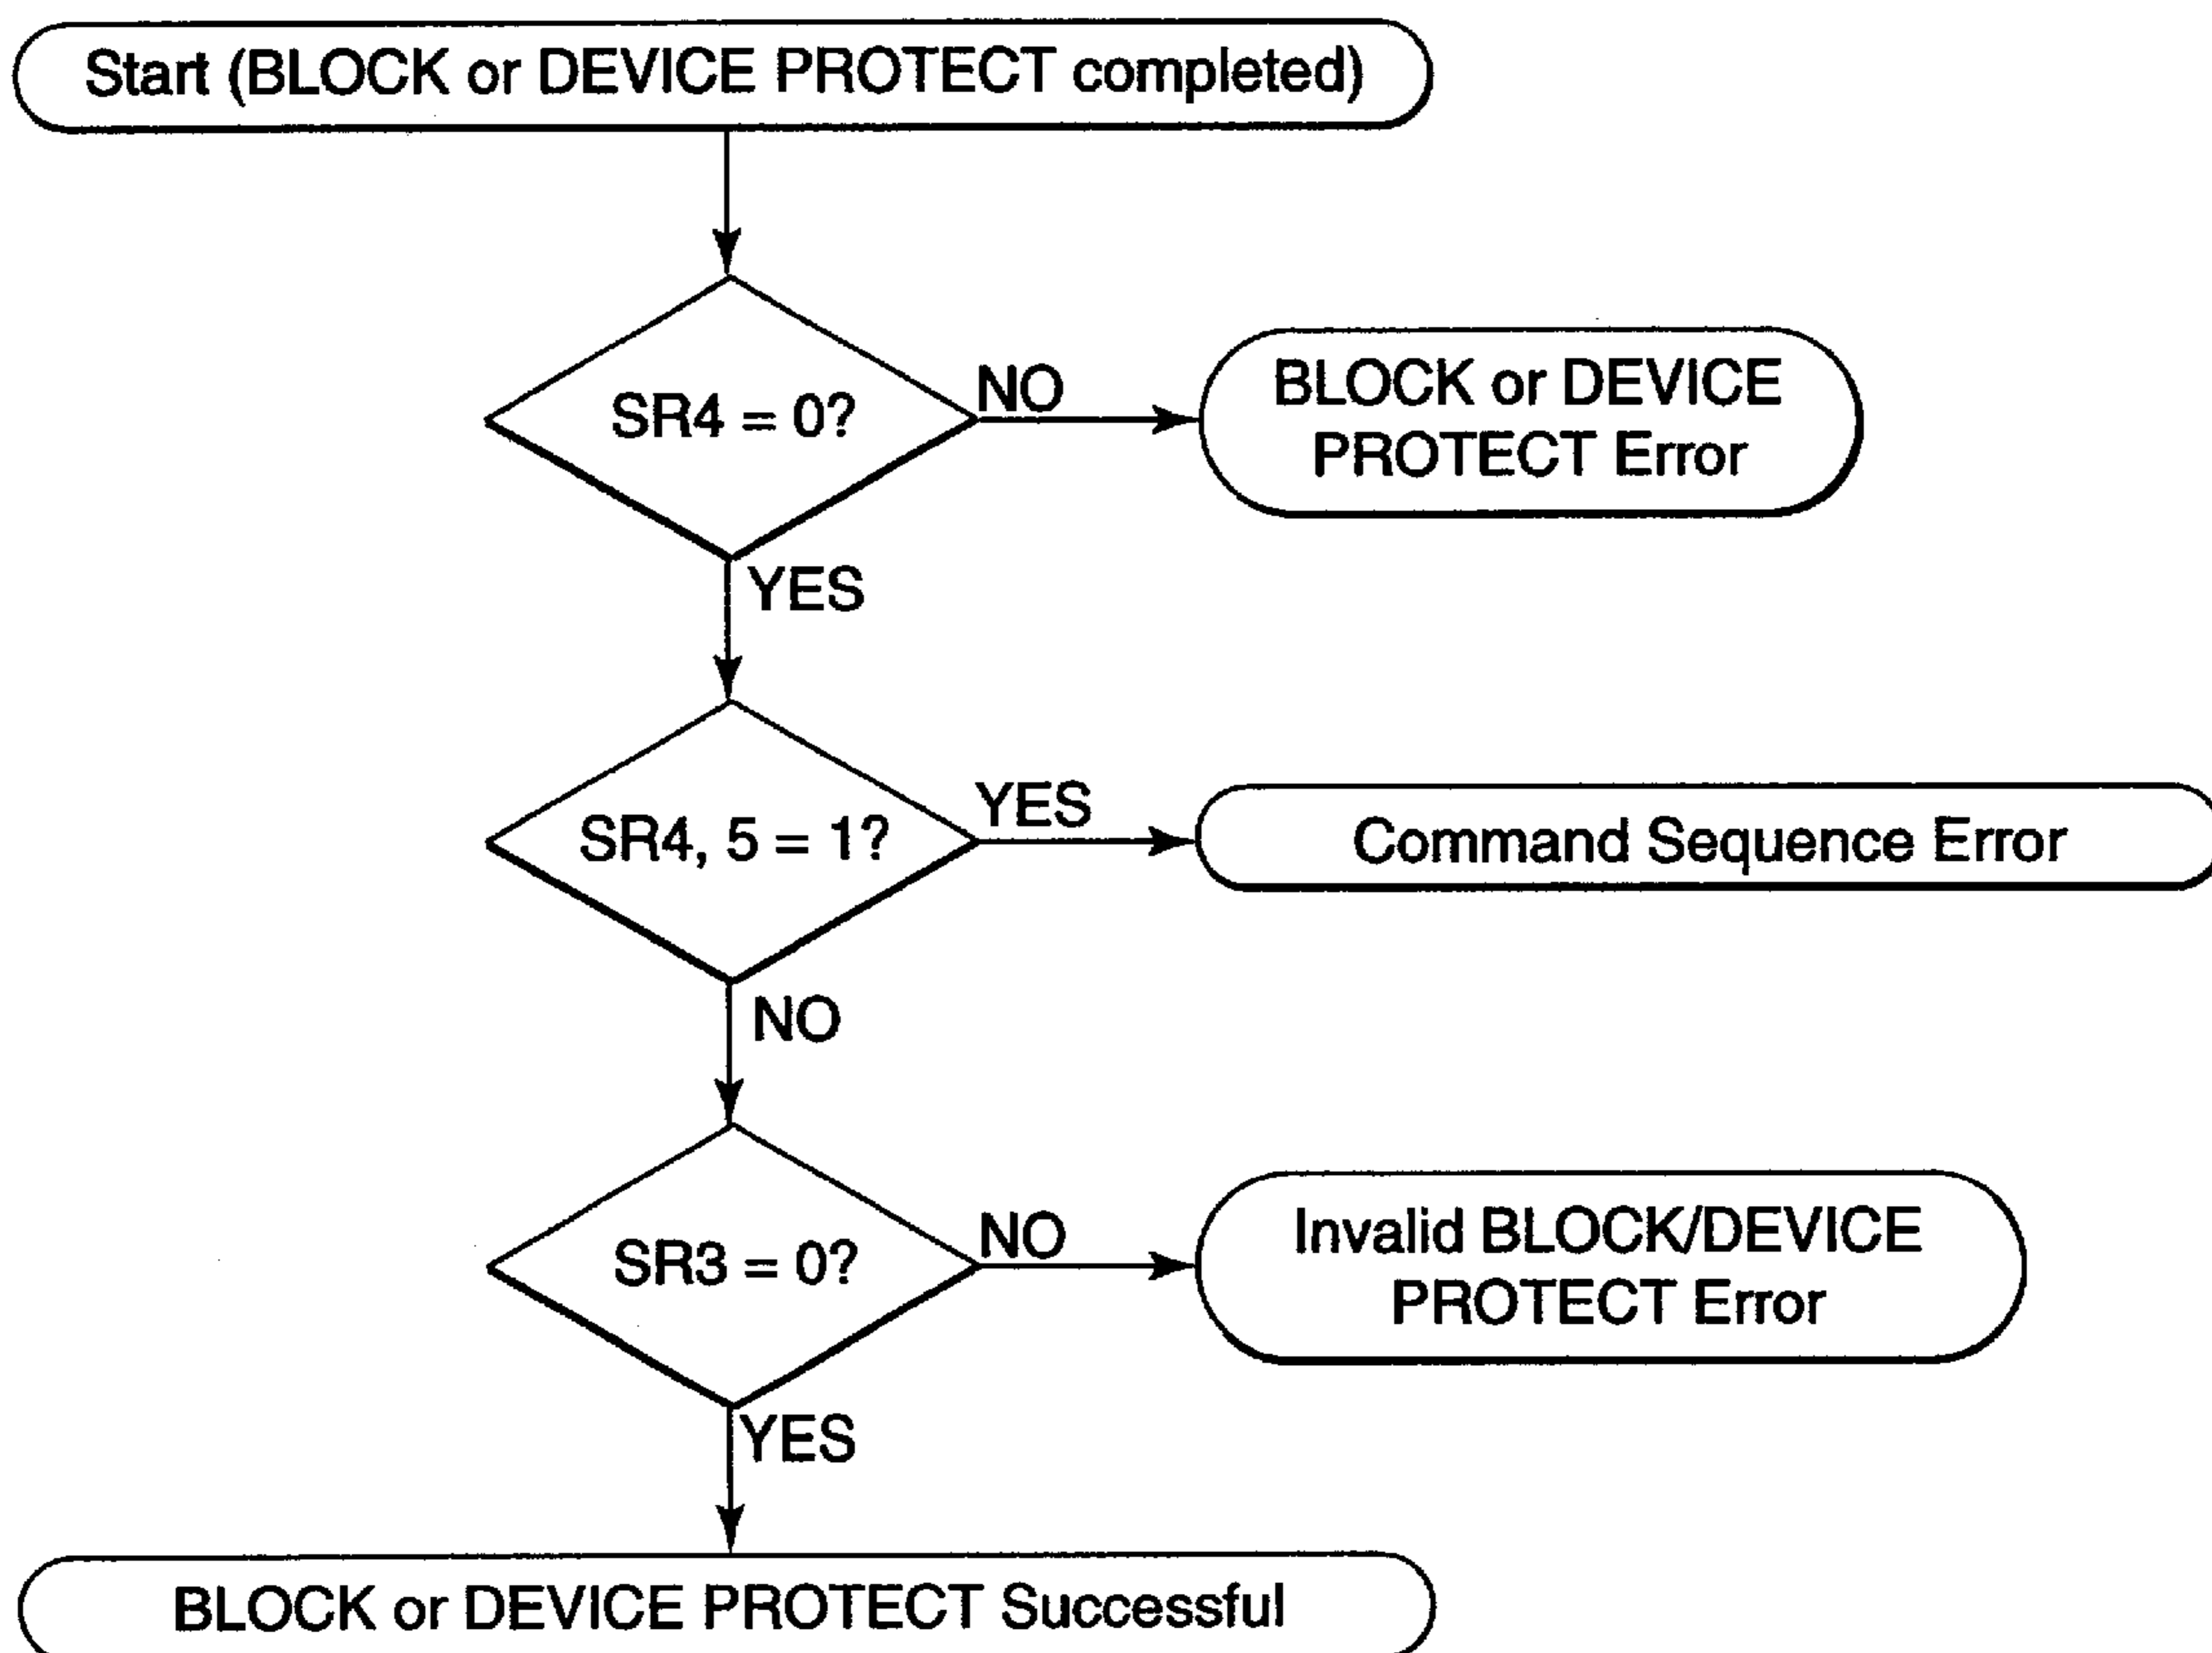 Start (BLOCK or DEVICE PROTECT completed)
SR4 = 0?
NO
BLOCK or DEVICE
PROTECT Error
YES
SR4, 5 = 1?
YES
Command Sequence Error
NO
SR3 = 0?
NO
Invalid BLOCK/DEVICE
PROTECT Error
YES
BLOCK or DEVICE PROTECT Successful